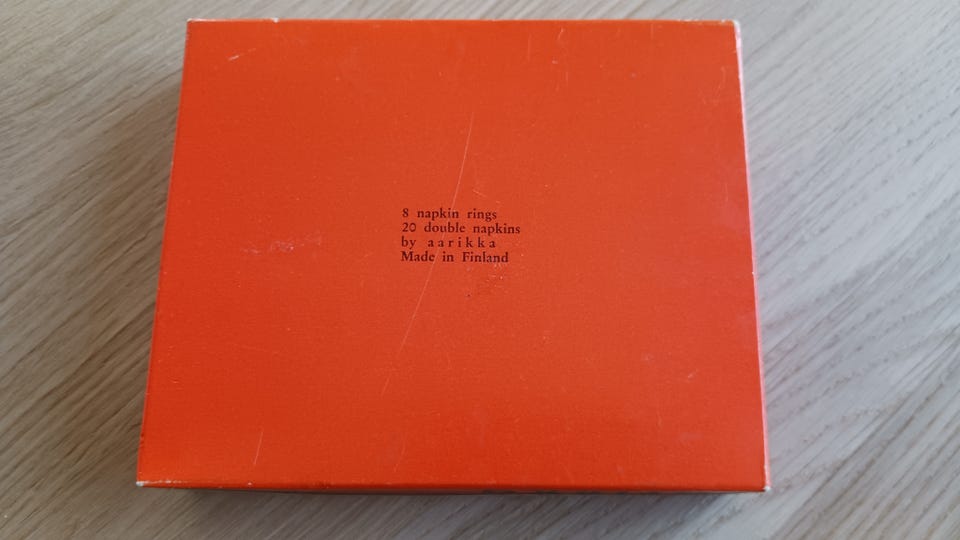 8 napkin rings
20 double napkins
by aarikka
Made in Finland